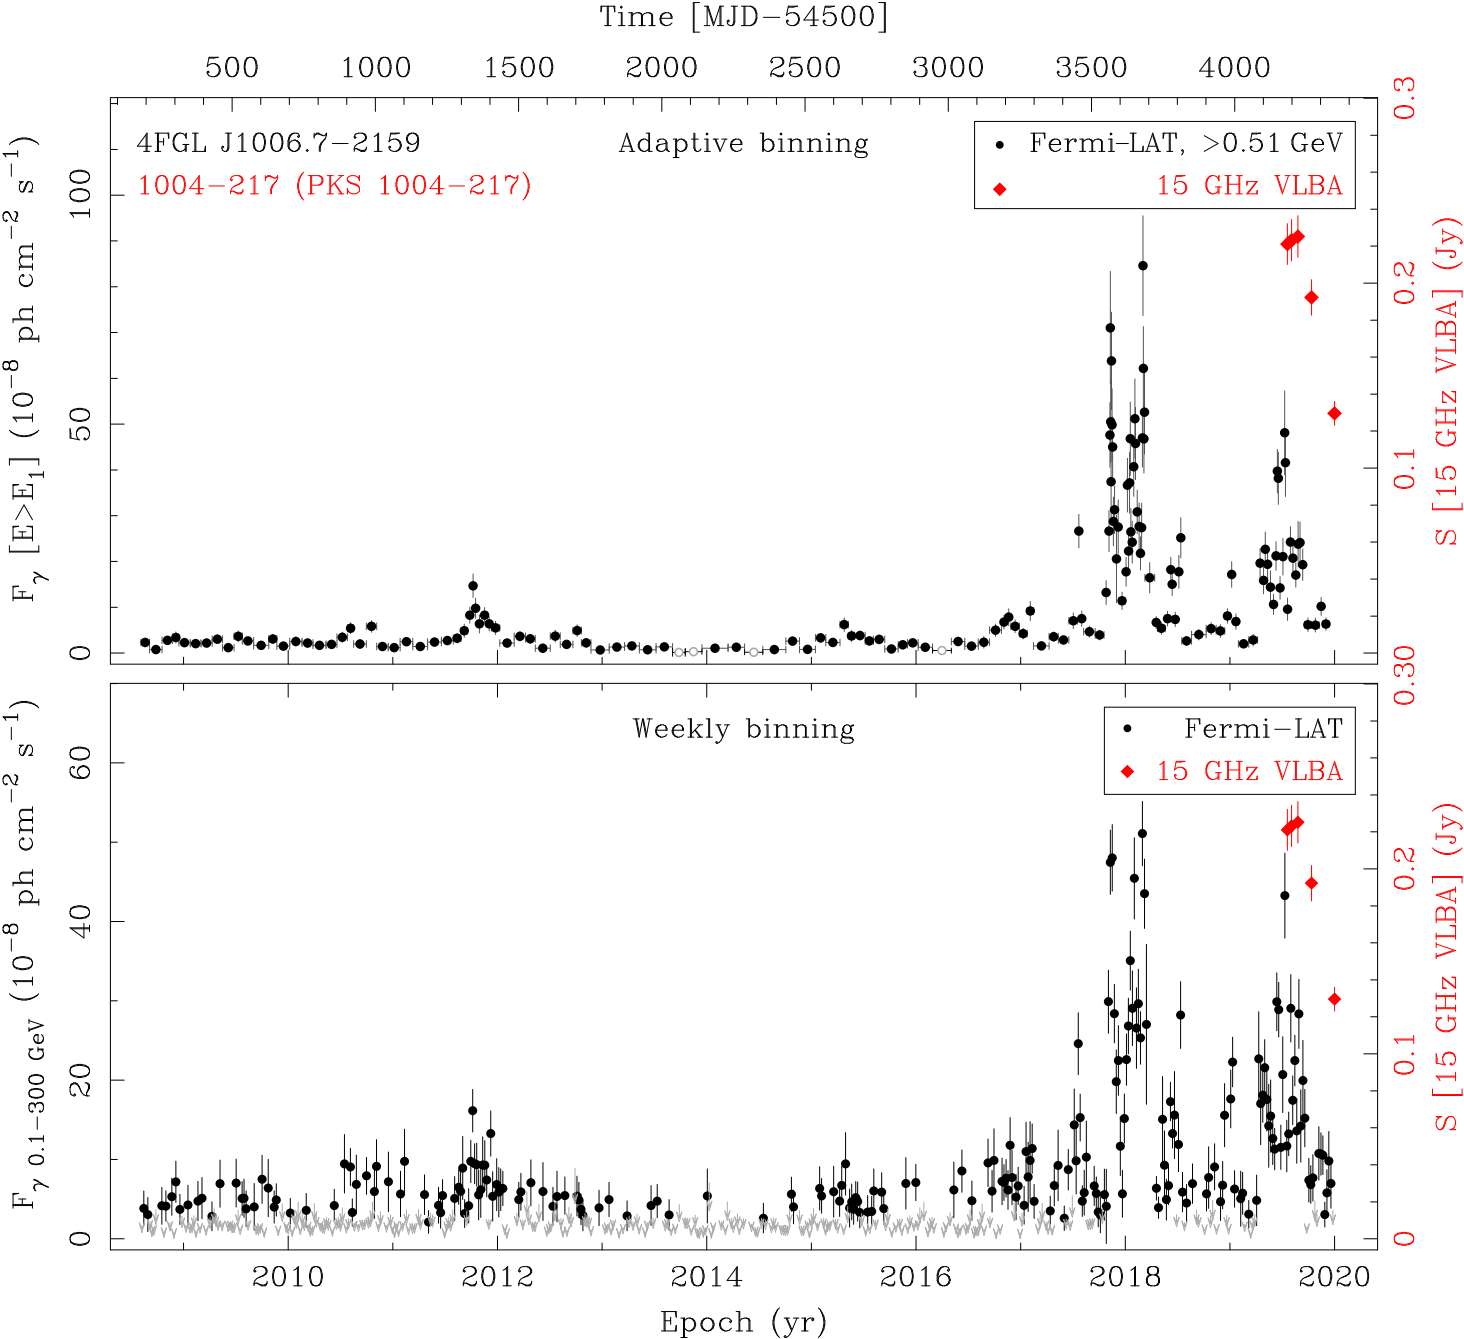 Time [MJD−54500]
500 1000 1500 2000 2500 3000 3500 4000
4FGL J1006.7−2159
1004−217 (PKS 1004−217)
Adaptive binning
Fermi−LAT, >0.51 GeV
15 GHz VLBA
F_γ [E>E_1] (10^−8 ph cm^−2 s^−1)
0 50 100
S [15 GHz VLBA] (Jy)
0 0.1 0.2 0.3
Weekly binning
Fermi−LAT
15 GHz VLBA
F_γ 0.1−300 GeV (10^−8 ph cm^−2 s^−1)
0 20 40 60
S [15 GHz VLBA] (Jy)
0 0.1 0.2 0.3
2010 2012 2014 2016 2018 2020
Epoch (yr)